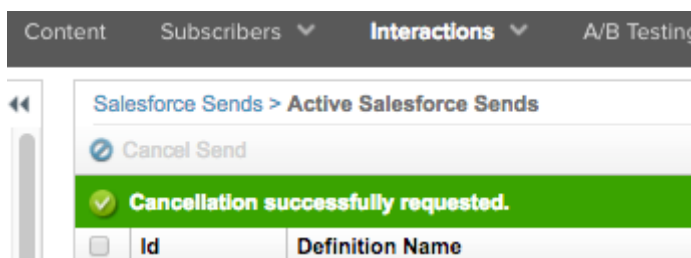 Content Subscribers Interactions A/B Testing
Salesforce Sends > Active Salesforce Sends
Cancel Send
Cancellation successfully requested.
Id Definition Name